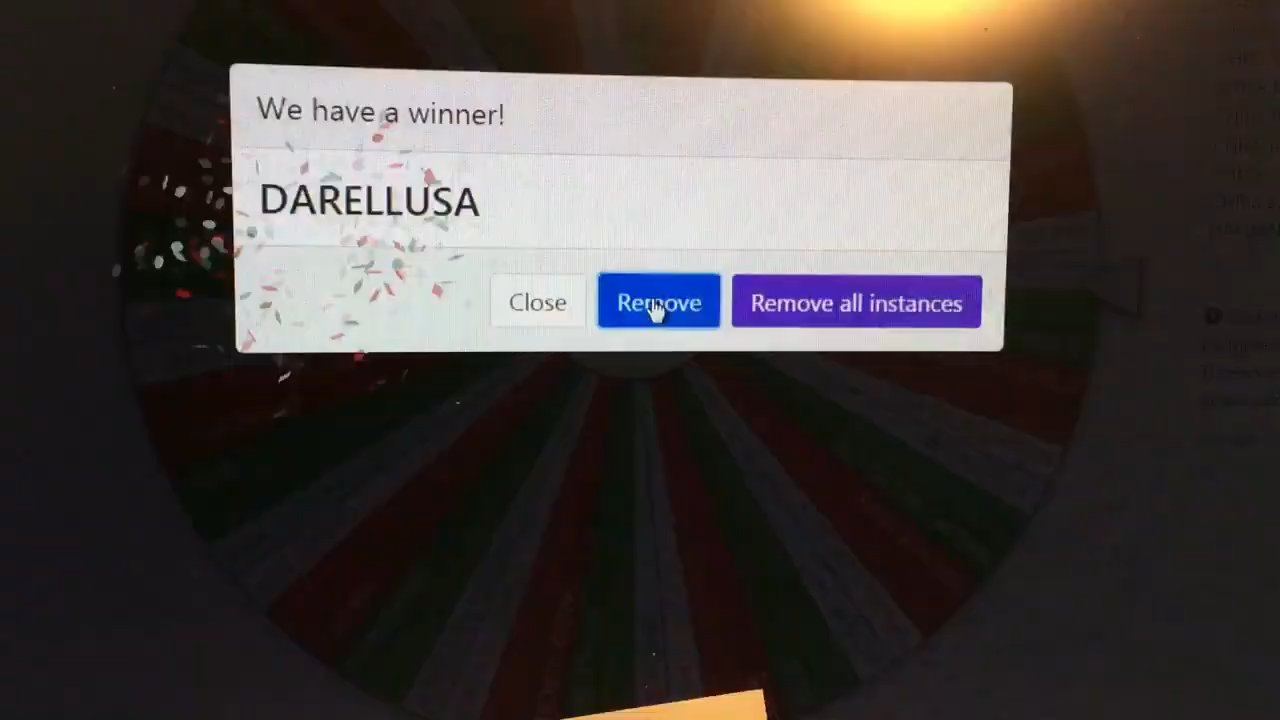 We have a winner!
DARELLUSA
Close
Remove
Remove all instances